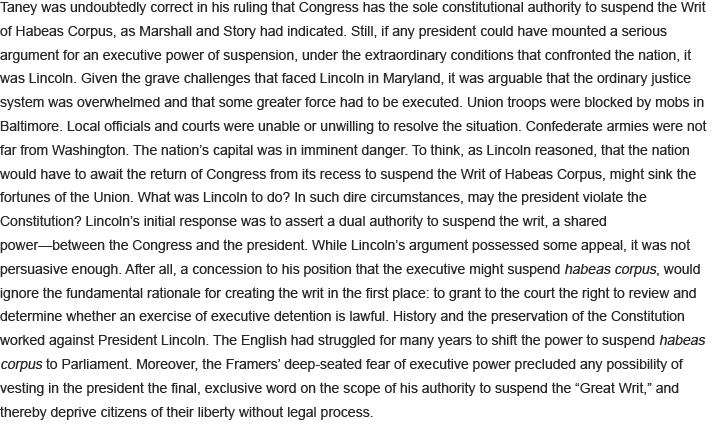 Taney was undoubtedly correct in his ruling that Congress has the sole constitutional authority to suspend the Writ
of Habeas Corpus, as Marshall and Story had indicated. Still, if any president could have mounted a serious
argument for an executive power of suspension, under the extraordinary conditions that confronted the nation, it
was Lincoln. Given the grave challenges that faced Lincoln in Maryland, it was arguable that the ordinary justice
system was overwhelmed and that some greater force had to be executed. Union troops were blocked by mobs in
Baltimore. Local officials and courts were unable or unwilling to resolve the situation. Confederate armies were not
far from Washington. The nation’s capital was in imminent danger. To think, as Lincoln reasoned, that the nation
would have to await the return of Congress from its recess to suspend the Writ of Habeas Corpus, might sink the
fortunes of the Union. What was Lincoln to do? In such dire circumstances, may the president violate the
Constitution? Lincoln’s initial response was to assert a dual authority to suspend the writ, a shared
power—between the Congress and the president. While Lincoln’s argument possessed some appeal, it was not
persuasive enough. After all, a concession to his position that the executive might suspend habeas corpus, would
ignore the fundamental rationale for creating the writ in the first place: to grant to the court the right to review and
determine whether an exercise of executive detention is lawful. History and the preservation of the Constitution
worked against President Lincoln. The English had struggled for many years to shift the power to suspend habeas
corpus to Parliament. Moreover, the Framers’ deep-seated fear of executive power precluded any possibility of
vesting in the president the final, exclusive word on the scope of his authority to suspend the “Great Writ,” and
thereby deprive citizens of their liberty without legal process.